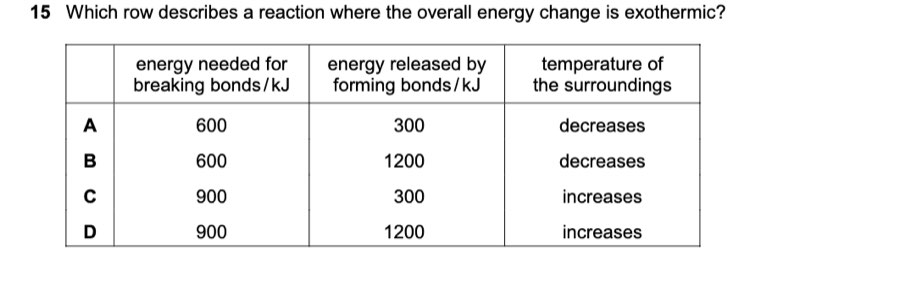 15 Which row describes a reaction where the overall energy change is exothermic?
energy needed for breaking bonds/kJ energy released by forming bonds/kJ temperature of the surroundings
A 600 300 decreases
B 600 1200 decreases
C 900 300 increases
D 900 1200 increases